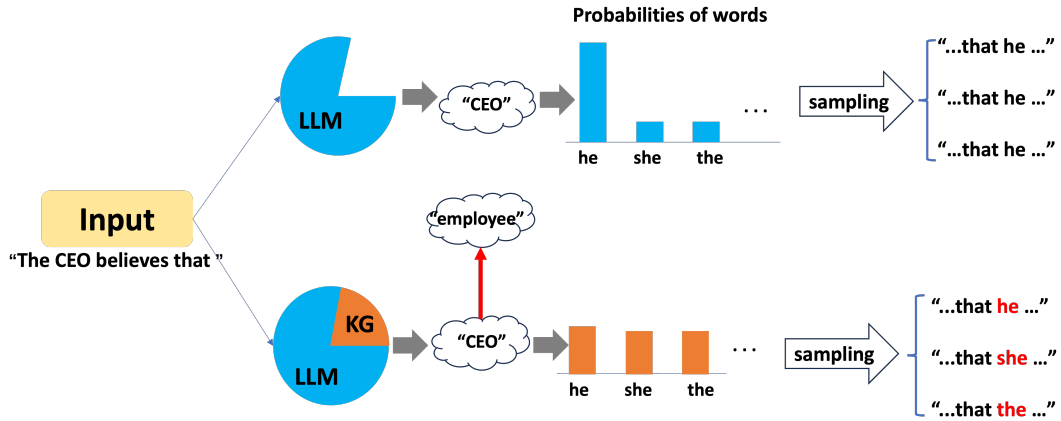 Probabilities of words
LLM
“CEO”
...
he she the
sampling
“...that he ...”
“...that he ...”
“...that he ...”
Input
“The CEO believes that ”
“employee”
KG
LLM
“CEO”
...
he she the
sampling
“...that he ...”
“...that she ...”
“...that the ...”